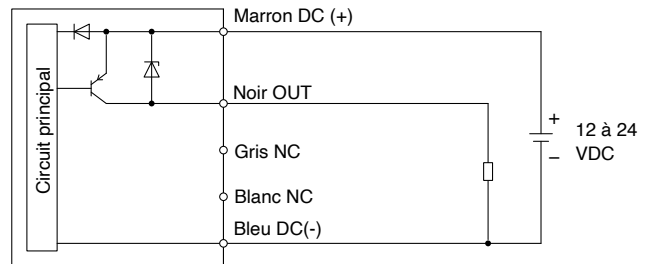 Marron DC (+)
Circuit principal
Noir OUT
Gris NC
Blanc NC
Bleu DC(-)
+
12 à 24
VDC
–